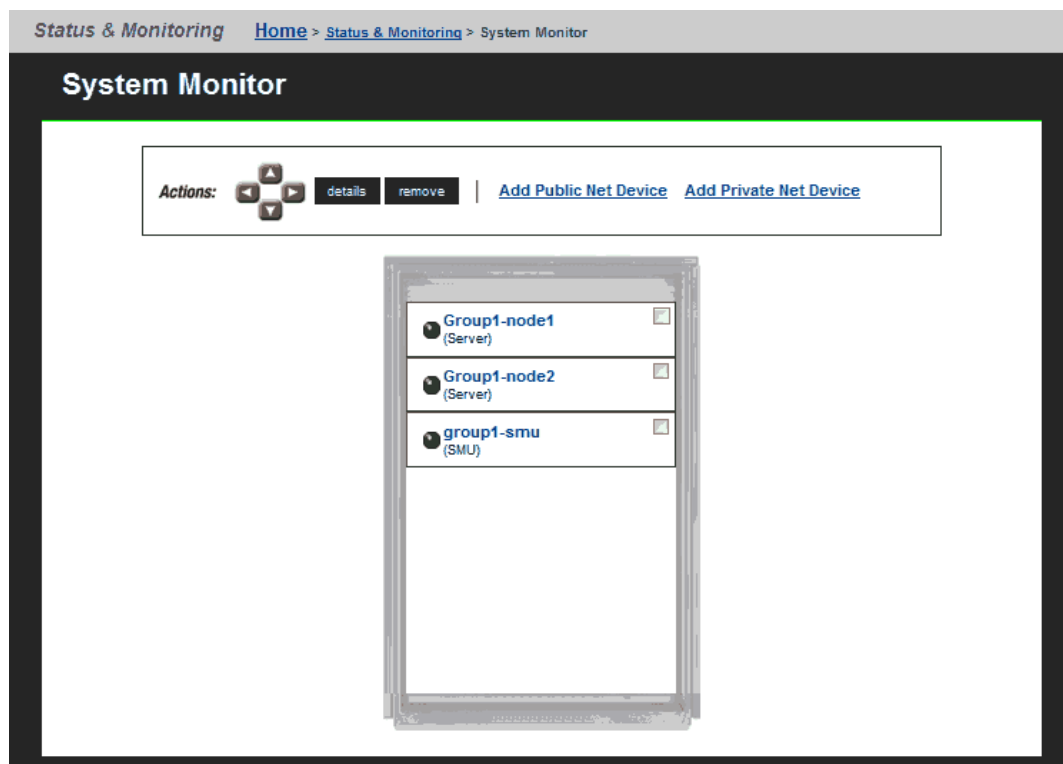 Status & Monitoring Home > Status & Monitoring > System Monitor
System Monitor
Actions: details remove | Add Public Net Device Add Private Net Device
Group1-node1
(Server)
Group1-node2
(Server)
group1-smu
(SMU)